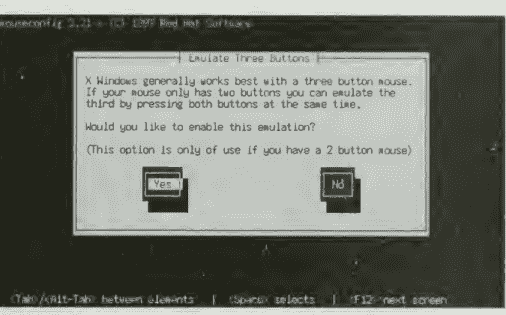 mouseconfig 2.21 - (C) 1999 Red Hat Software
Emulate Three Buttons
X Windows generally works best with a three button mouse.
If your mouse only has two buttons you can emulate the
third by pressing both buttons at the same time.
Would you like to enable this emulation?
(This option is only of use if you have a 2 button mouse)
Yes No
<Tab>/<Alt-Tab> between elements | <Space> selects | <F12> next screen